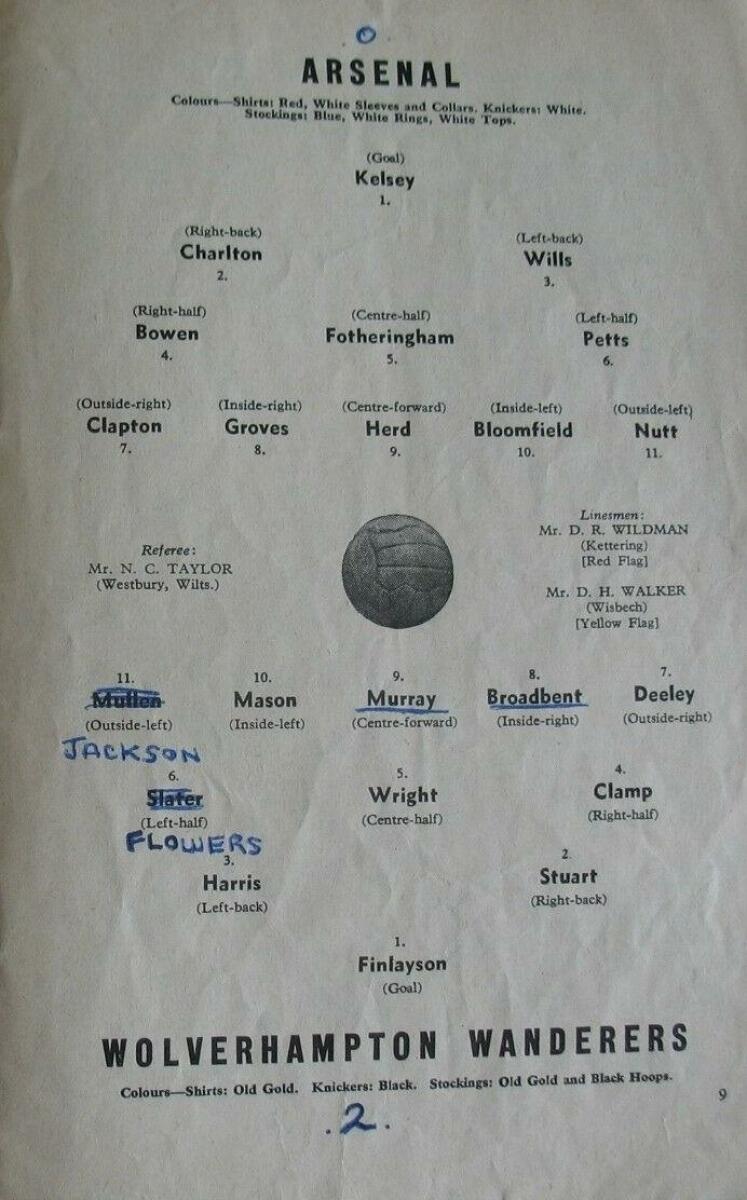 0
ARSENAL
Colours—Shirts: Red, White Sleeves and Collars. Knickers: White.
Stockings: Blue, White Rings, White Tops.
(Goal)
Kelsey
1.
(Right-back) (Left-back)
Charlton Wills
2. 3.
(Right-half) (Centre-half) (Left-half)
Bowen Fotheringham Petts
4. 5. 6.
(Outside-right) (Inside-right) (Centre-forward) (Inside-left) (Outside-left)
Clapton Groves Herd Bloomfield Nutt
7. 8. 9. 10. 11.
Referee:
Mr. N. C. TAYLOR
(Westbury, Wilts.)
Linesmen:
Mr. D. R. WILDMAN
(Kettering)
[Red Flag]
Mr. D. H. WALKER
(Wisbech)
[Yellow Flag]
11. 10. 9. 8. 7.
Mullen Mason Murray Broadbent Deeley
(Outside-left) (Inside-left) (Centre-forward) (Inside-right) (Outside-right)
JACKSON
6. 5. 4.
Slater Wright Clamp
(Left-half) (Centre-half) (Right-half)
FLOWERS
3. 2.
Harris Stuart
(Left-back) (Right-back)
1.
Finlayson
(Goal)
WOLVERHAMPTON WANDERERS
Colours—Shirts: Old Gold. Knickers: Black. Stockings: Old Gold and Black Hoops.
9
.2.